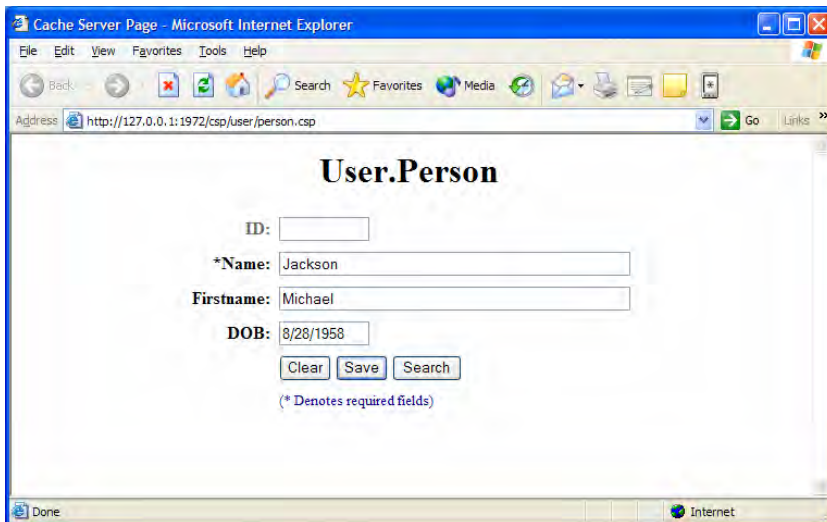 Cache Server Page - Microsoft Internet Explorer
File Edit View Favorites Tools Help
Back Search Favorites Media
Address http://127.0.0.1:1972/csp/user/person.csp Go Links »
User.Person
ID:
*Name: Jackson
Firstname: Michael
DOB: 8/28/1958
Clear Save Search
(* Denotes required fields)
Done Internet